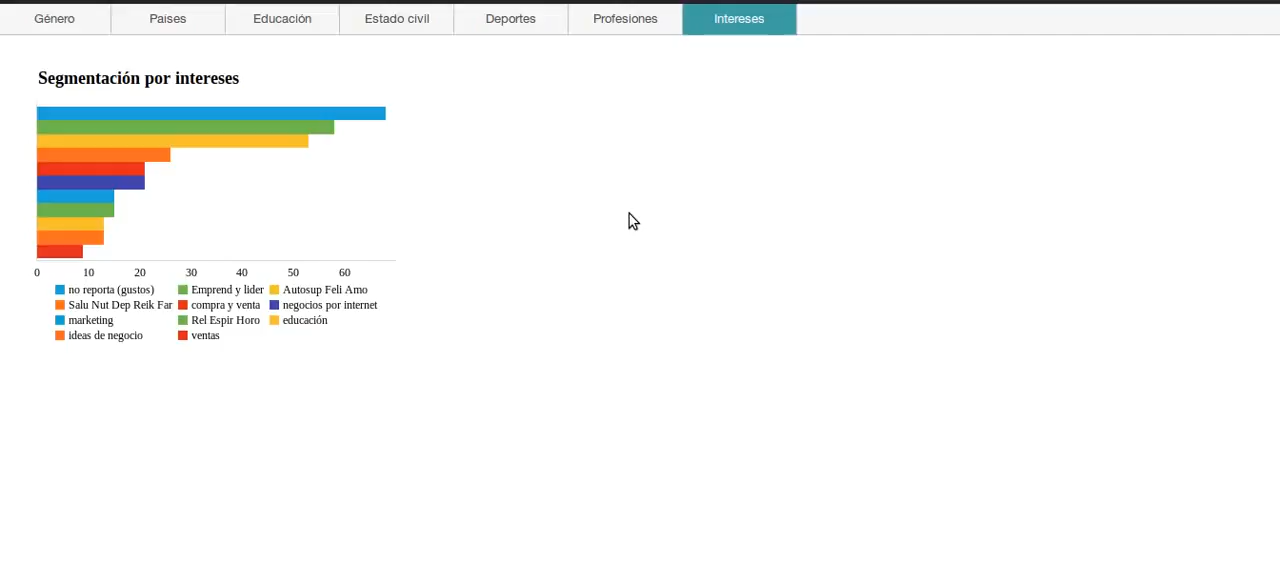 Género Paises Educación Estado civil Deportes Profesiones Intereses
Segmentación por intereses
0 10 20 30 40 50 60
no reporta (gustos) Emprend y lider Autosup Feli Amo
Salu Nut Dep Reik Far compra y venta negocios por internet
marketing Rel Espir Horo educación
ideas de negocio ventas